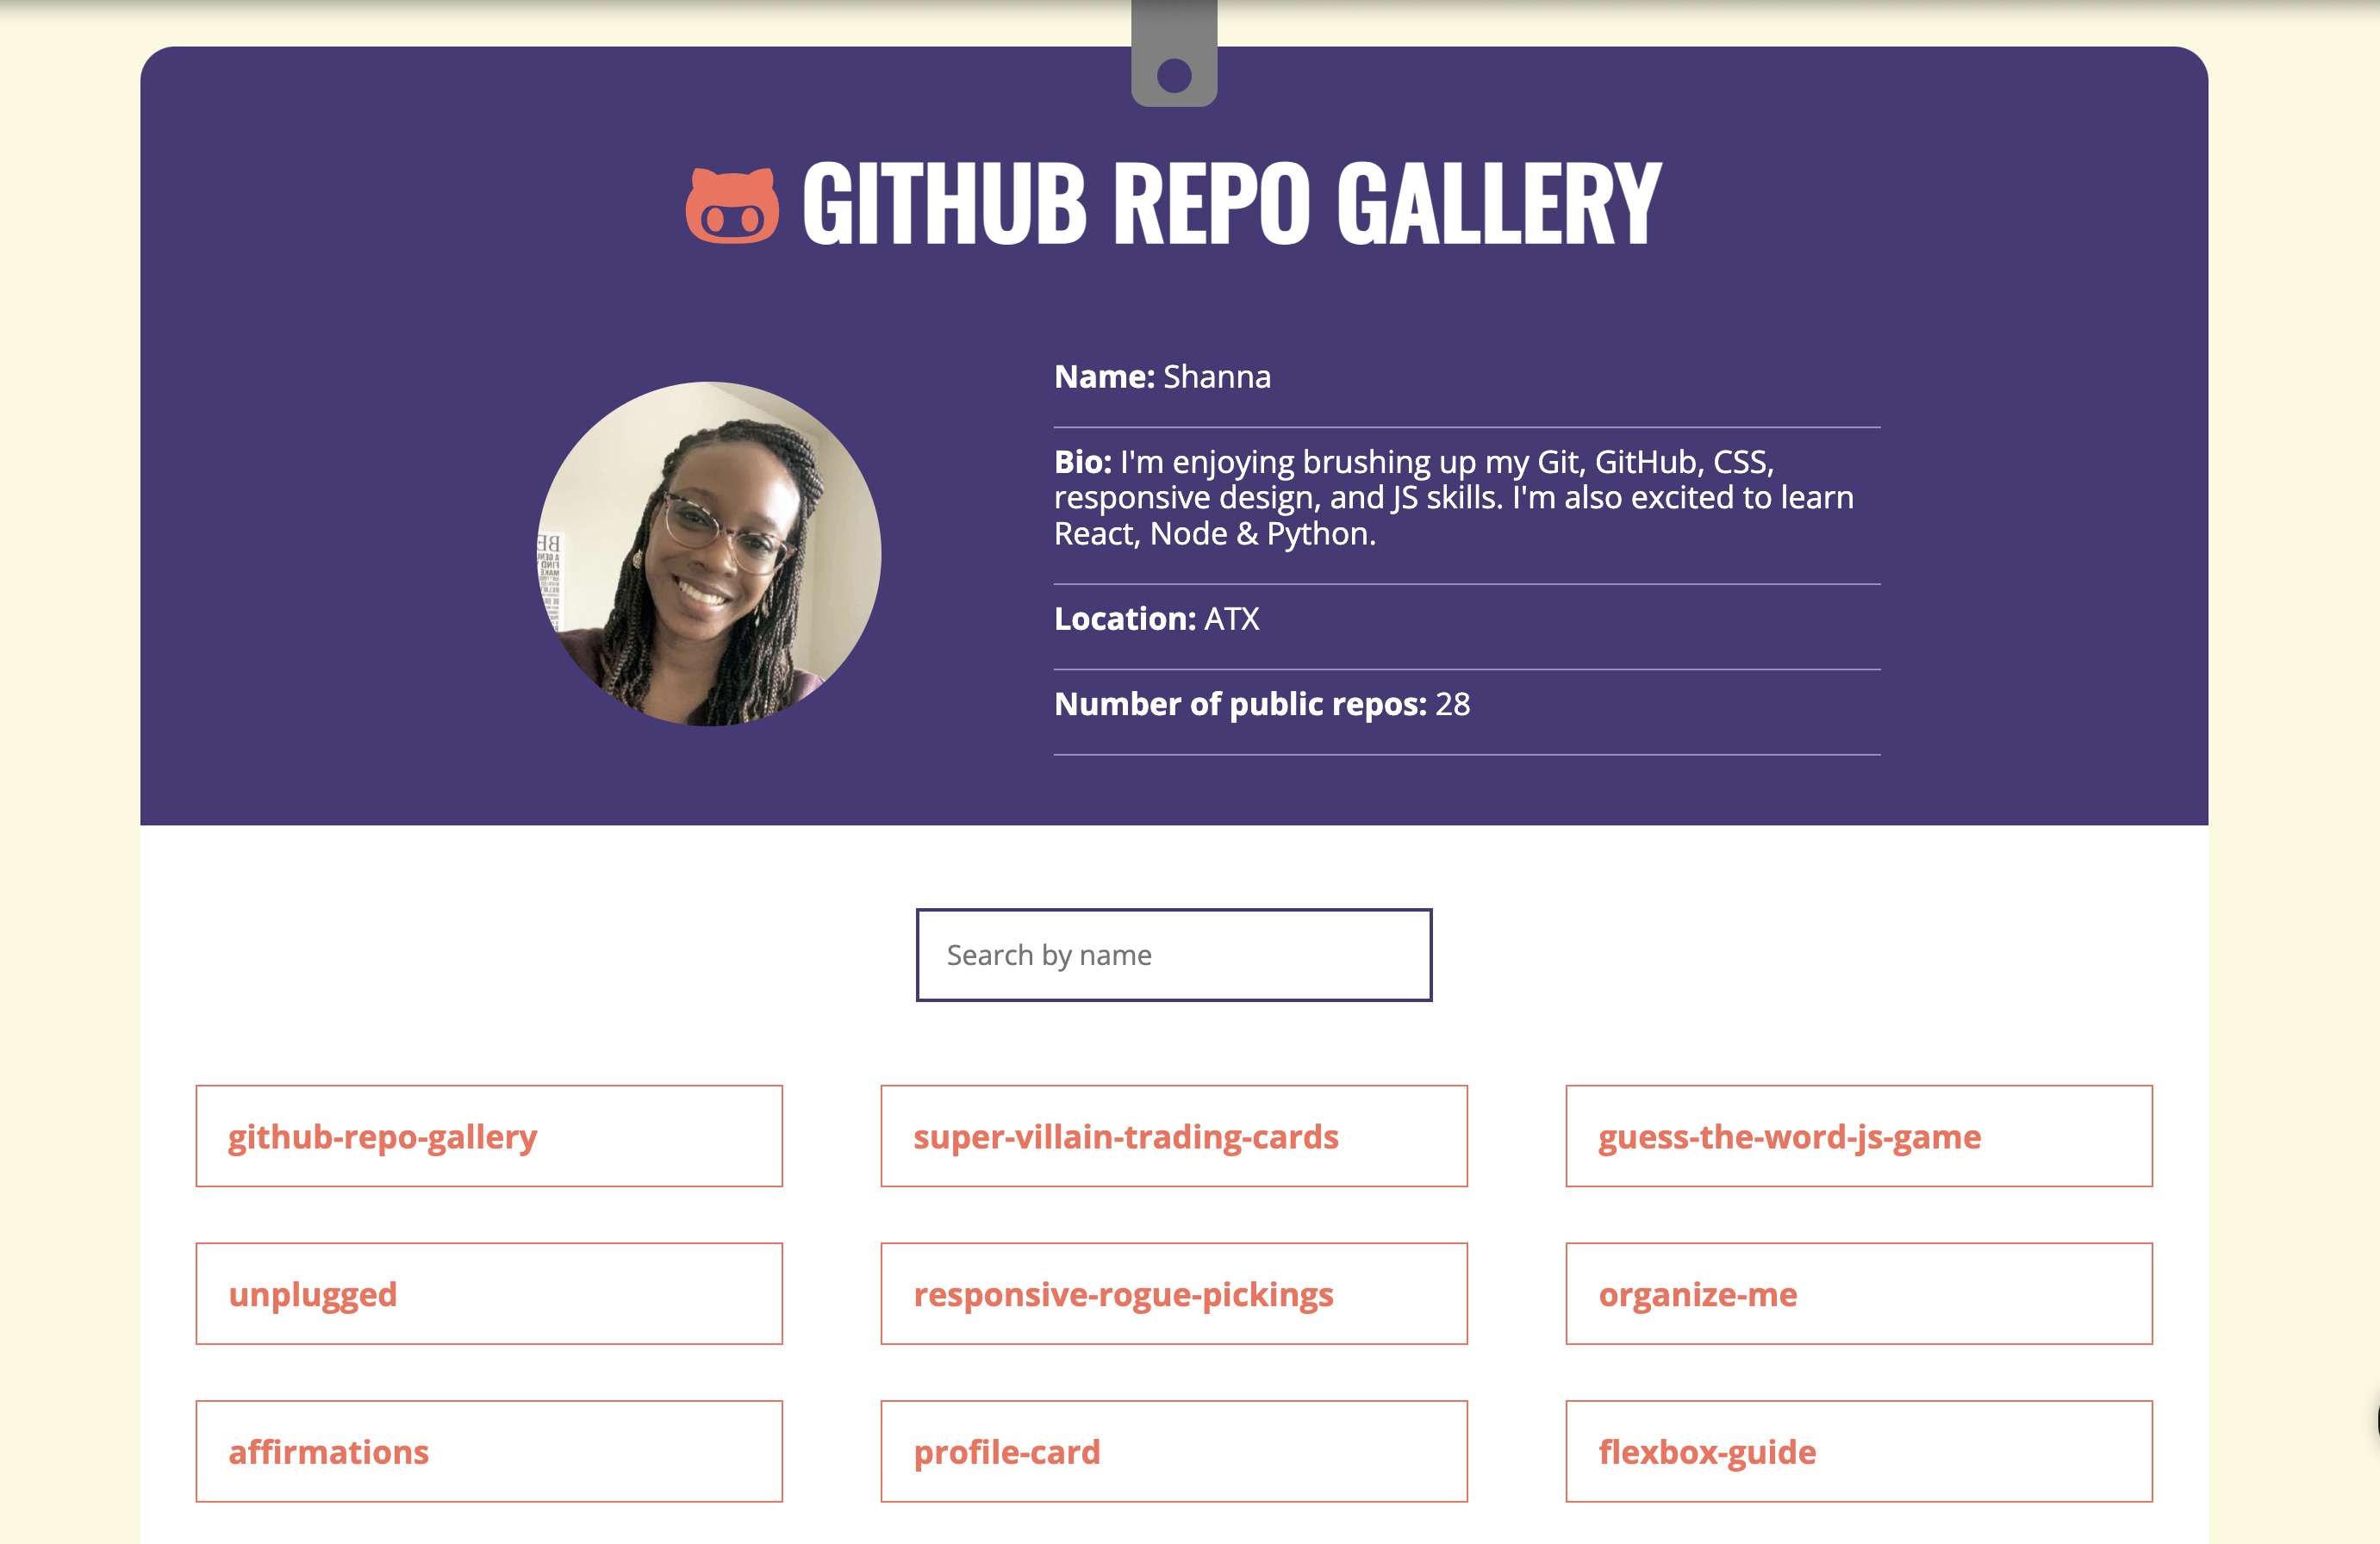 GITHUB REPO GALLERY
Name: Shanna
Bio: I'm enjoying brushing up my Git, GitHub, CSS,
responsive design, and JS skills. I'm also excited to learn
React, Node & Python.
Location: ATX
Number of public repos: 28
Search by name
github-repo-gallery
super-villain-trading-cards
guess-the-word-js-game
unplugged
responsive-rogue-pickings
organize-me
affirmations
profile-card
flexbox-guide